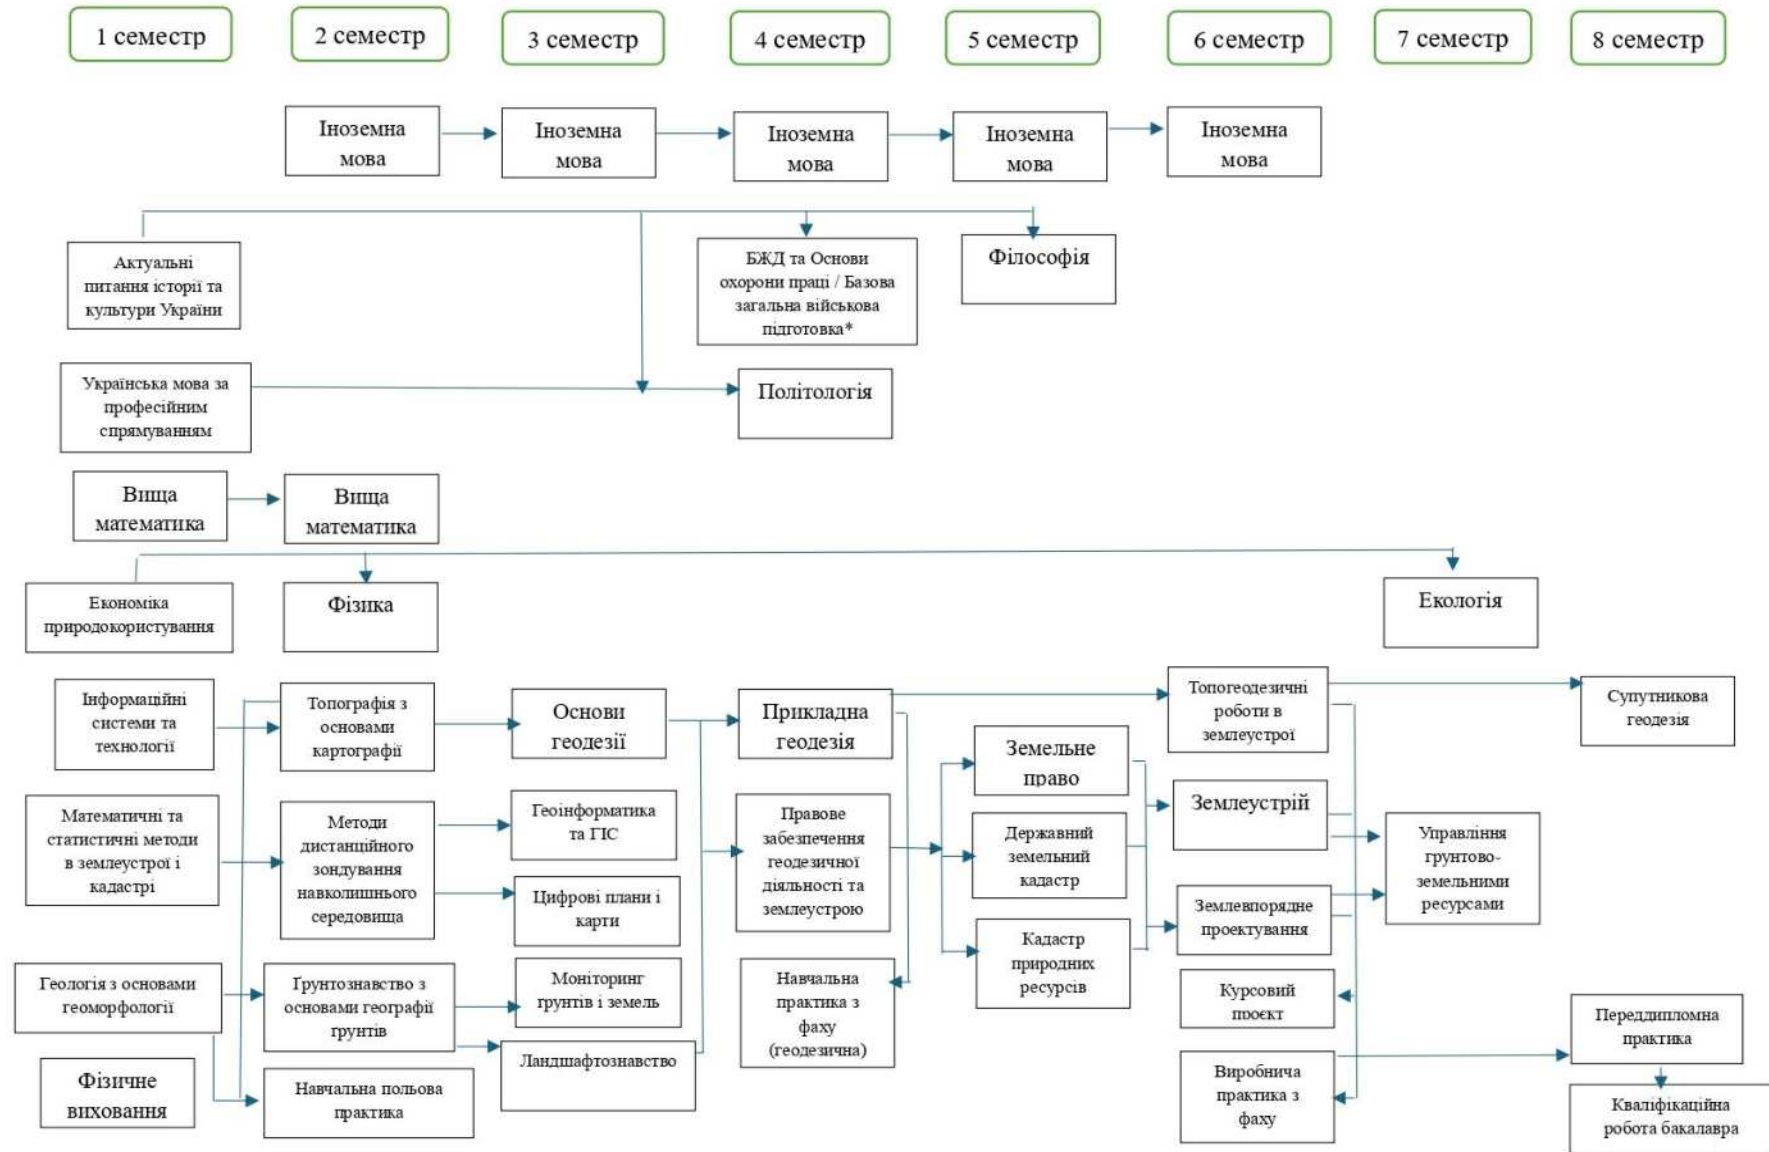 1 семестр
2 семестр
3 семестр
4 семестр
5 семестр
6 семестр
7 семестр
8 семестр
Іноземна
мова
Іноземна
мова
Іноземна
мова
Іноземна
мова
Іноземна
мова
Актуальні
питання історії та
культури України
БЖД та Основи
охорони праці / Базова
загальна військова
підготовка*
Філософія
Українська мова за
професійним
спрямуванням
Політологія
Вища
математика
Вища
математика
Економіка
природокористування
Фізика
Екологія
Інформаційні
системи та
технології
Топографія з
основами
картографії
Основи
геодезії
Прикладна
геодезія
Топогеодезичні
роботи в
землеустрої
Супутникова
геодезія
Математичні та
статистичні методи
в землеустрої і
кадастрі
Методи
дистанційного
зондування
навколишнього
середовища
Геоінформатика
та ГІС
Цифрові плани і
карти
Правове
забезпечення
геодезичної
діяльності та
землеустрою
Земельне
право
Державний
земельний
кадастр
Кадастр
природних
ресурсів
Землеустрій
Землевпорядне
проектування
Управління
грунтово-
земельними
ресурсами
Геологія з основами
геоморфології
Ґрунтознавство з
основами географії
ґрунтів
Моніторинг
ґрунтів і земель
Ландшафтознавство
Навчальна
практика з
фаху
(геодезична)
Курсовий
проєкт
Виробнича
практика з
фаху
Переддипломна
практика
Кваліфікаційна
робота бакалавра
Фізичне
виховання
Навчальна польова
практика